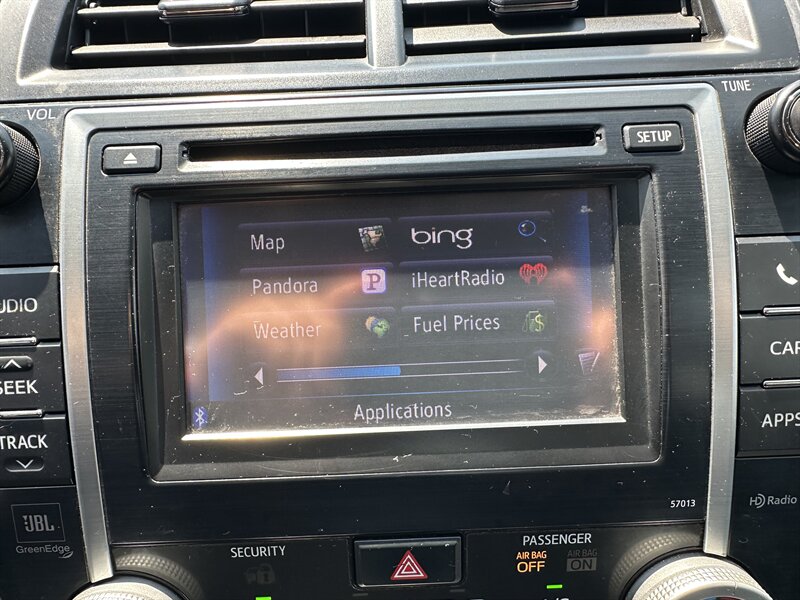 VOL
TUNE
SETUP
Map
bing
Pandora
P
iHeartRadio
Weather
Fuel Prices
$
Applications
UDIO
SEEK
TRACK
CAR
APPS
JBL
GreenEdge
57013
HD Radio
SECURITY
PASSENGER
AIR BAG
OFF
AIR BAG
ON